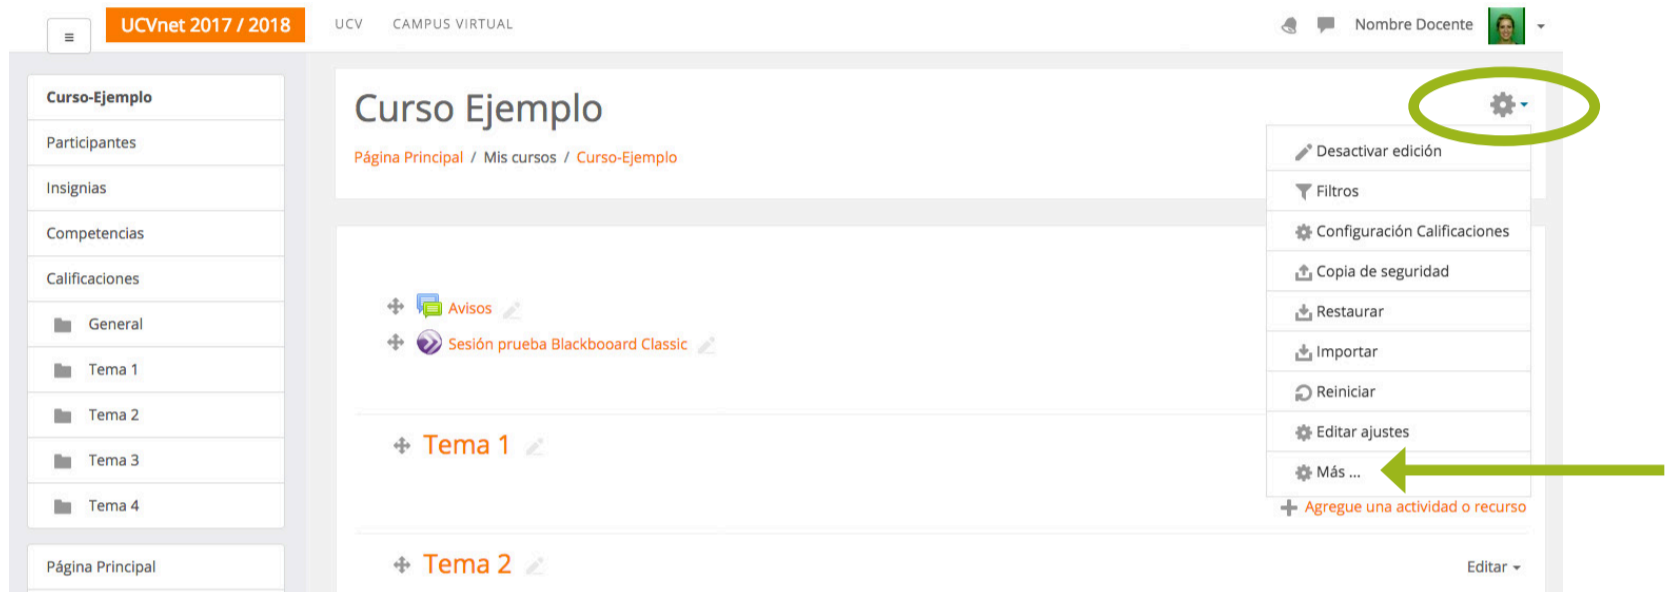 UCVnet 2017 / 2018
UCV CAMPUS VIRTUAL
Nombre Docente
Curso-Ejemplo
Participantes
Insignias
Competencias
Calificaciones
General
Tema 1
Tema 2
Tema 3
Tema 4
Página Principal
Curso Ejemplo
Página Principal / Mis cursos / Curso-Ejemplo
Desactivar edición
Filtros
Configuración Calificaciones
Copia de seguridad
Restaurar
Importar
Reiniciar
Editar ajustes
Más ...
Avisos
Sesión prueba Blackbooard Classic
Tema 1
Agregue una actividad o recurso
Tema 2
Editar